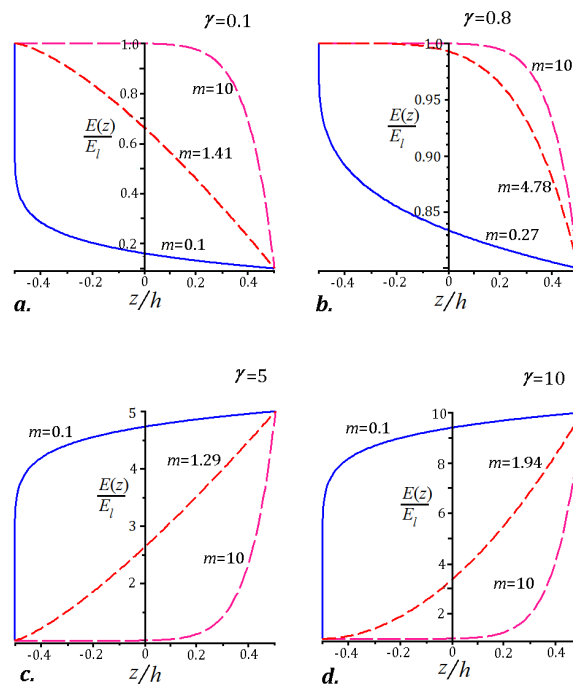 γ=0.1
1.0
0.8
0.6
0.4
0.2
E(z)
E_l
m=10
m=1.41
m=0.1
-0.4 -0.2 0 0.2 0.4
z/h
a.
γ=0.8
1.00
0.95
0.90
0.85
E(z)
E_l
m=10
m=4.78
m=0.27
-0.4 -0.2 0 0.2 0.4
z/h
b.
γ=5
5
4
3
2
m=0.1
m=1.29
E(z)
E_l
m=10
-0.4 -0.2 0 0.2 0.4
z/h
c.
γ=10
10
8
6
4
2
m=0.1
m=1.94
E(z)
E_l
m=10
-0.4 -0.2 0 0.2 0.4
z/h
d.